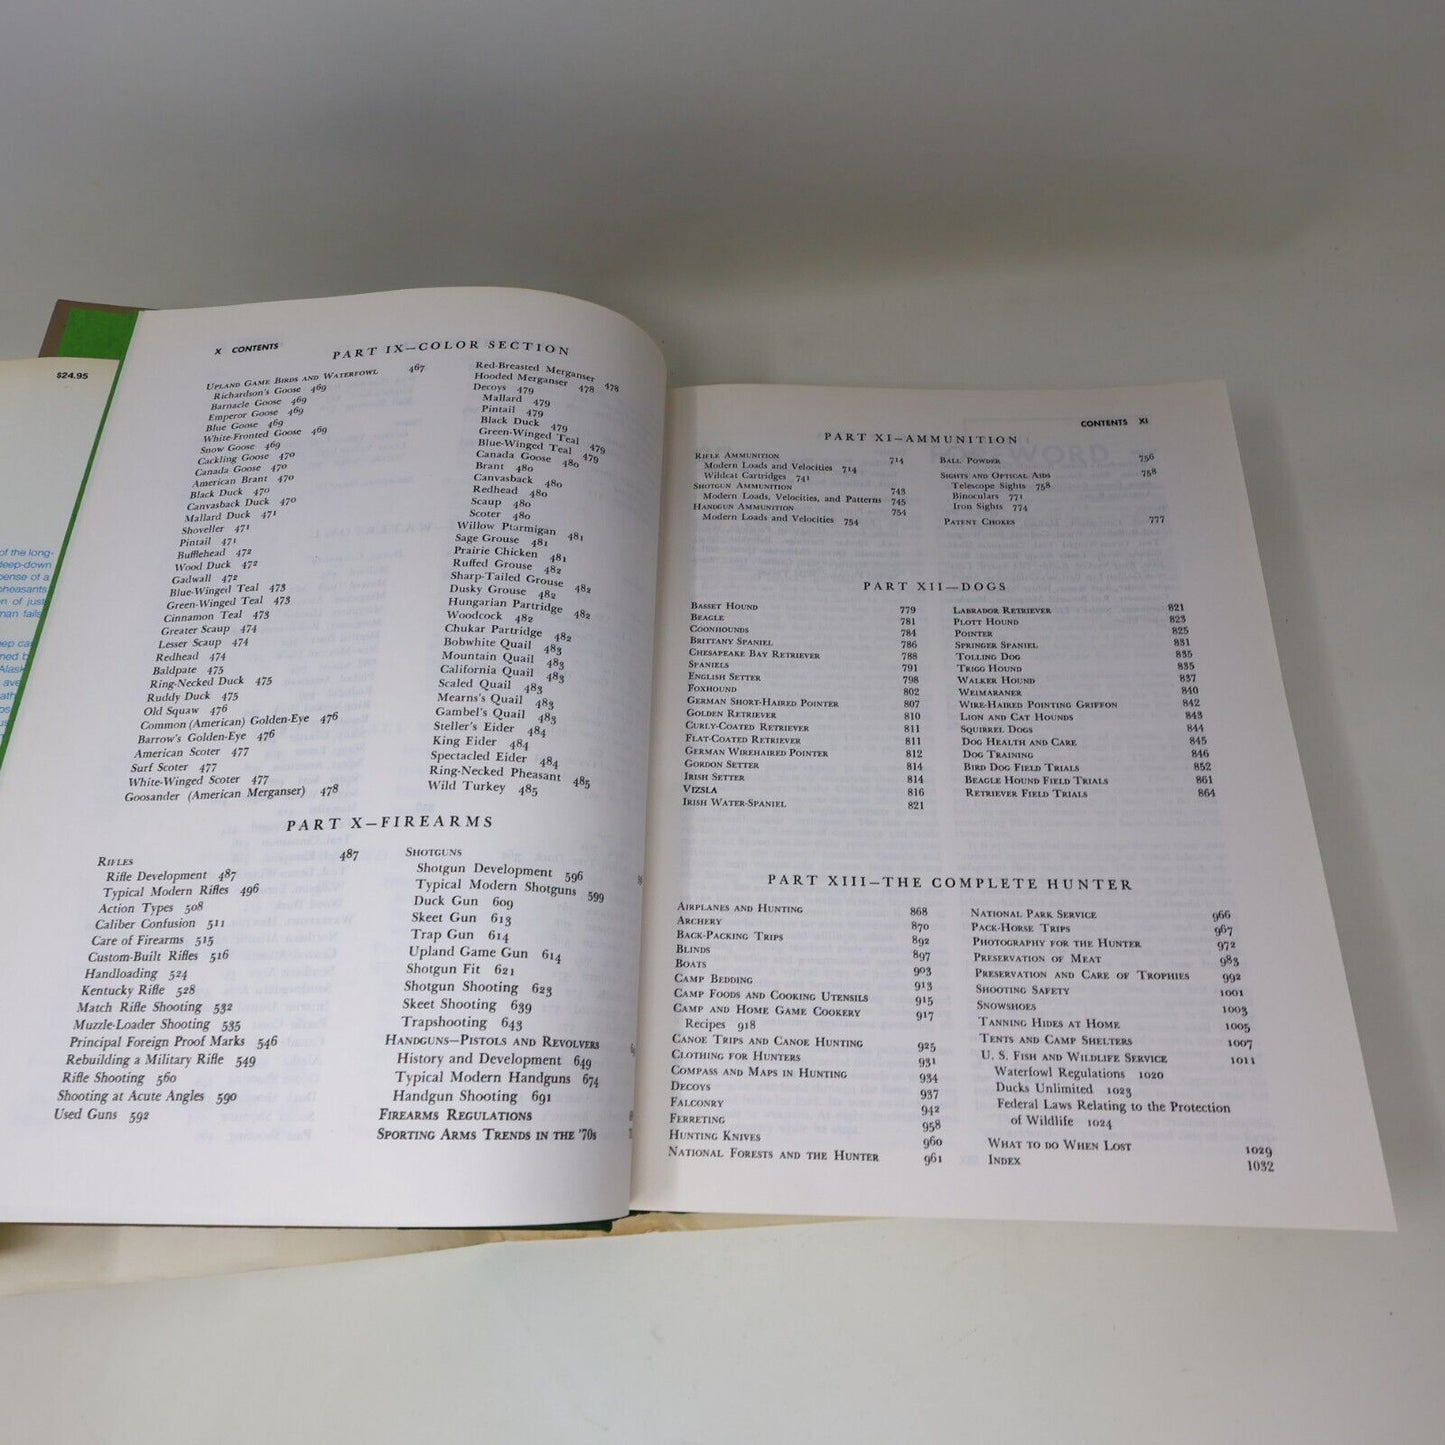 $24.95
of the long-
deep-down
pense of a
pheasants
n of just
man fails
X CONTENTS
PART IX—COLOR SECTION
UPLAND GAME BIRDS AND WATERFOWL 467
Richardson's Goose 469
Barnacle Goose 469
Emperor Goose 469
Blue Goose 469
White-Fronted Goose 469
Snow Goose 469
Cackling Goose 470
Canada Goose 470
American Brant 470
Black Duck 470
Canvasback Duck 470
Mallard Duck 471
Shoveller 471
Pintail 471
Bufflehead 472
Wood Duck 472
Gadwall 472
Blue-Winged Teal 473
Green-Winged Teal 473
Cinnamon Teal 473
Greater Scaup 474
Lesser Scaup 474
Redhead 474
Baldpate 475
Ring-Necked Duck 475
Ruddy Duck 475
Old Squaw 476
Common (American) Golden-Eye 476
Barrow's Golden-Eye 476
American Scoter 477
Surf Scoter 477
White-Winged Scoter 477
Goosander (American Merganser) 478
Red-Breasted Merganser 478
Hooded Merganser 478
Decoys 479
Mallard 479
Pintail 479
Black Duck 479
Green-Winged Teal 479
Blue-Winged Teal 479
Canada Goose 480
Brant 480
Canvasback 480
Redhead 480
Scaup 480
Scoter 480
Willow Ptarmigan 481
Sage Grouse 481
Prairie Chicken 481
Ruffed Grouse 482
Sharp-Tailed Grouse 482
Dusky Grouse 482
Hungarian Partridge 482
Woodcock 482
Chukar Partridge 482
Bobwhite Quail 483
Mountain Quail 483
California Quail 483
Scaled Quail 483
Mearns's Quail 483
Gambel's Quail 483
Steller's Eider 484
King Eider 484
Spectacled Eider 484
Ring-Necked Pheasant 485
Wild Turkey 485
PART X—FIREARMS
RIFLES 487
Rifle Development 487
Typical Modern Rifles 496
Action Types 508
Caliber Confusion 511
Care of Firearms 515
Custom-Built Rifles 516
Handloading 524
Kentucky Rifle 528
Match Rifle Shooting 532
Muzzle-Loader Shooting 535
Principal Foreign Proof Marks 546
Rebuilding a Military Rifle 549
Rifle Shooting 560
Shooting at Acute Angles 590
Used Guns 592
SHOTGUNS
Shotgun Development 596
Typical Modern Shotguns 599
Duck Gun 609
Skeet Gun 613
Trap Gun 614
Upland Game Gun 614
Shotgun Fit 621
Shotgun Shooting 623
Skeet Shooting 639
Trapshooting 643
HANDGUNS—PISTOLS AND REVOLVERS
History and Development 649
Typical Modern Handguns 674
Handgun Shooting 691
FIREARMS REGULATIONS
SPORTING ARMS TRENDS IN THE '70s
CONTENTS XI
PART XI—AMMUNITION
RIFLE AMMUNITION 714
Modern Loads and Velocities 714
Wildcat Cartridges 741
SHOTGUN AMMUNITION 743
Modern Loads, Velocities, and Patterns 745
HANDGUN AMMUNITION 754
Modern Loads and Velocities 754
BALL POWDER 756
SIGHTS AND OPTICAL AIDS 758
Telescope Sights 758
Binoculars 771
Iron Sights 774
PATENT CHOKES 777
PART XII—DOGS
BASSET HOUND 779
BEAGLE 781
COONHOUNDS 784
BRITTANY SPANIEL 786
CHESAPEAKE BAY RETRIEVER 788
SPANIELS 791
ENGLISH SETTER 798
FOXHOUND 802
GERMAN SHORT-HAIRED POINTER 807
GOLDEN RETRIEVER 810
CURLY-COATED RETRIEVER 811
FLAT-COATED RETRIEVER 811
GERMAN WIREHAIRED POINTER 812
GORDON SETTER 814
IRISH SETTER 814
VIZSLA 816
IRISH WATER-SPANIEL 821
LABRADOR RETRIEVER 821
PLOTT HOUND 823
POINTER 825
SPRINGER SPANIEL 831
TOLLING DOG 835
TRIGG HOUND 835
WALKER HOUND 837
WEIMARANER 840
WIRE-HAIRED POINTING GRIFFON 842
LION AND CAT HOUNDS 843
SQUIRREL DOGS 844
DOG HEALTH AND CARE 845
DOG TRAINING 846
BIRD DOG FIELD TRIALS 852
BEAGLE HOUND FIELD TRIALS 861
RETRIEVER FIELD TRIALS 864
PART XIII—THE COMPLETE HUNTER
AIRPLANES AND HUNTING 868
ARCHERY 870
BACK-PACKING TRIPS 892
BLINDS 897
BOATS 903
CAMP BEDDING 913
CAMP FOODS AND COOKING UTENSILS 915
CAMP AND HOME GAME COOKERY 917
Recipes 918
CANOE TRIPS AND CANOE HUNTING 925
CLOTHING FOR HUNTERS 931
COMPASS AND MAPS IN HUNTING 934
DECOYS 937
FALCONRY 942
FERRETING 958
HUNTING KNIVES 960
NATIONAL FORESTS AND THE HUNTER 961
NATIONAL PARK SERVICE 966
PACK-HORSE TRIPS 967
PHOTOGRAPHY FOR THE HUNTER 972
PRESERVATION OF MEAT 983
PRESERVATION AND CARE OF TROPHIES 992
SHOOTING SAFETY 1001
SNOWSHOES 1003
TANNING HIDES AT HOME 1005
TENTS AND CAMP SHELTERS 1007
U. S. FISH AND WILDLIFE SERVICE 1011
Waterfowl Regulations 1020
Ducks Unlimited 1023
Federal Laws Relating to the Protection
of Wildlife 1024
WHAT TO DO WHEN LOST 1029
INDEX 1032